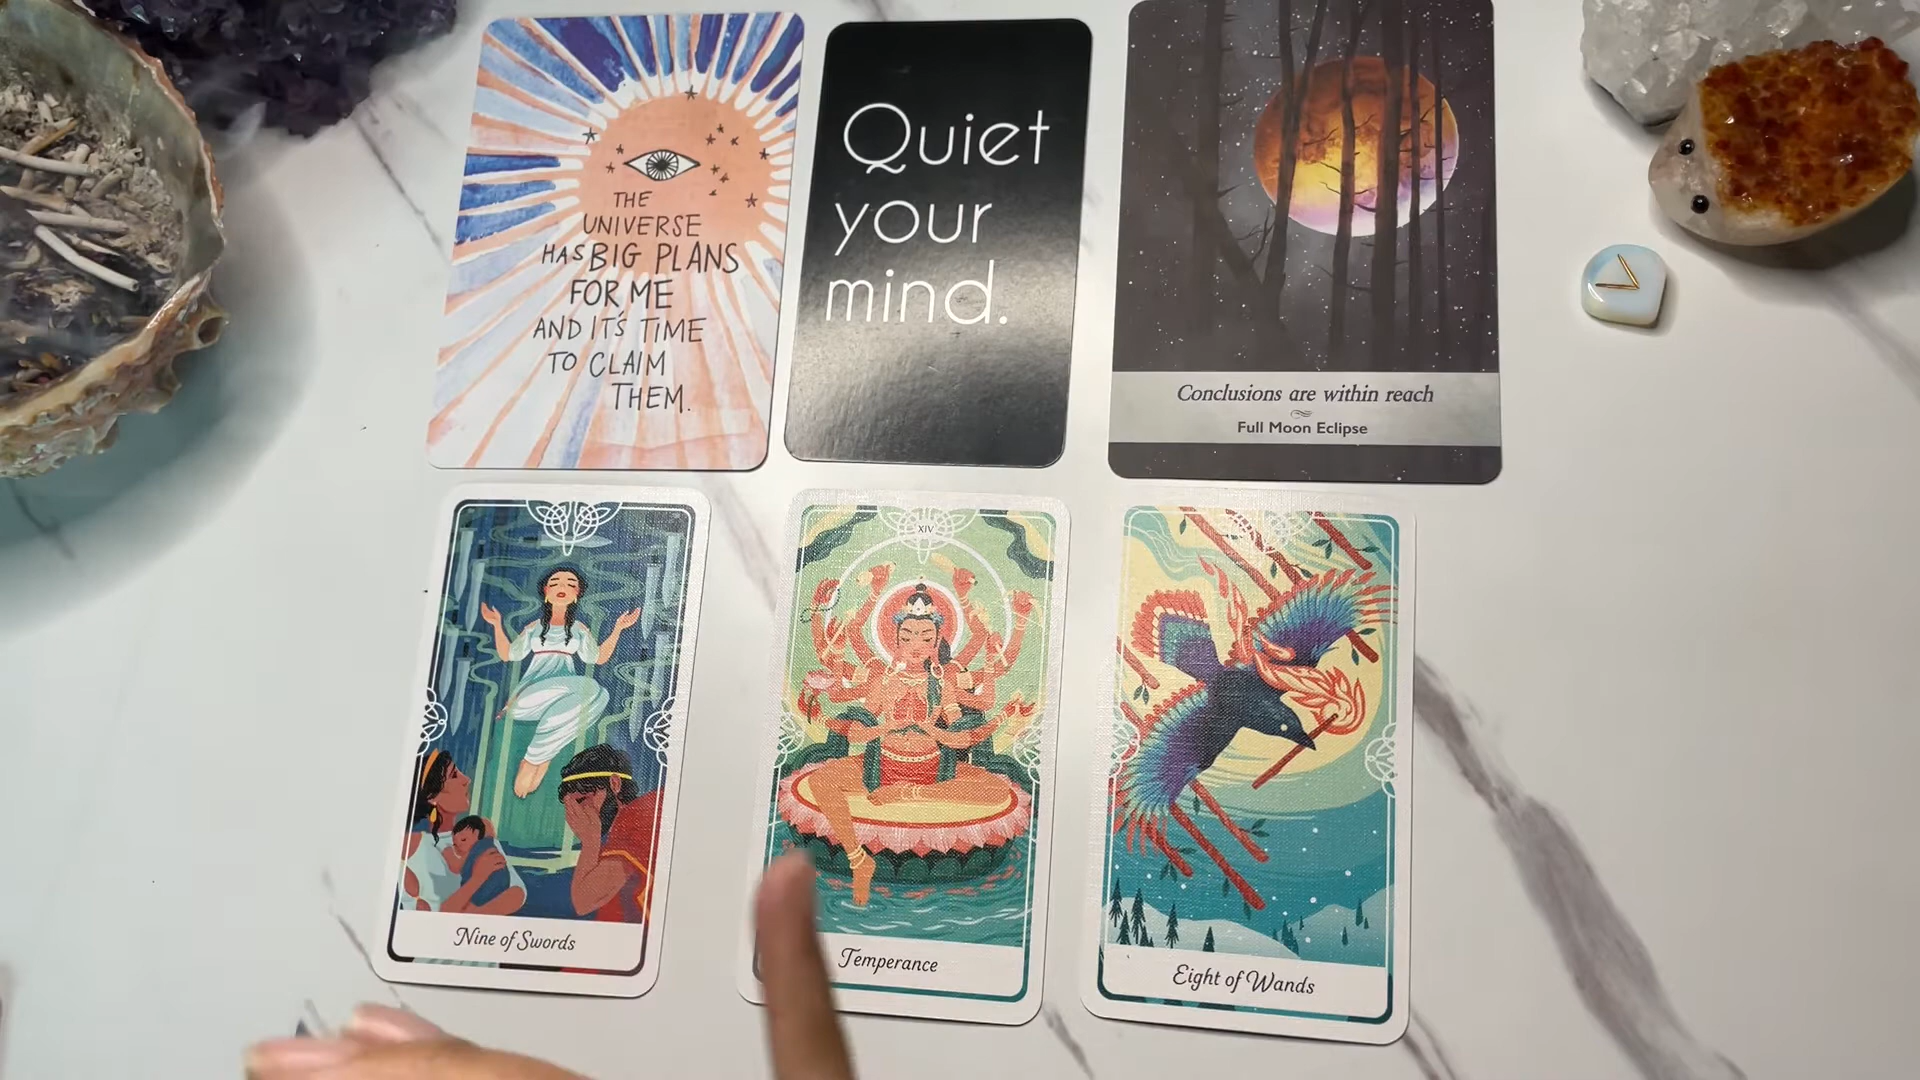 THE
UNIVERSE
HAS BIG PLANS
FOR ME
AND IT'S TIME
TO CLAIM
THEM.
Quiet
your
mind.
Conclusions are within reach
Full Moon Eclipse
Nine of Swords
XIV
Temperance
Eight of Wands